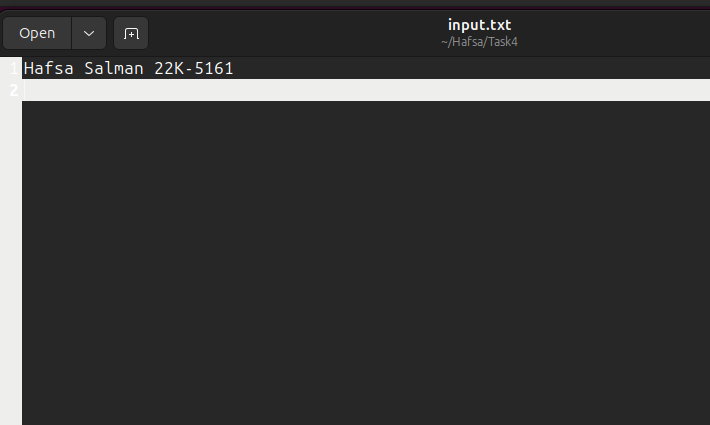 Open
input.txt
~/Hafsa/Task4
1 Hafsa Salman 22K-5161
2